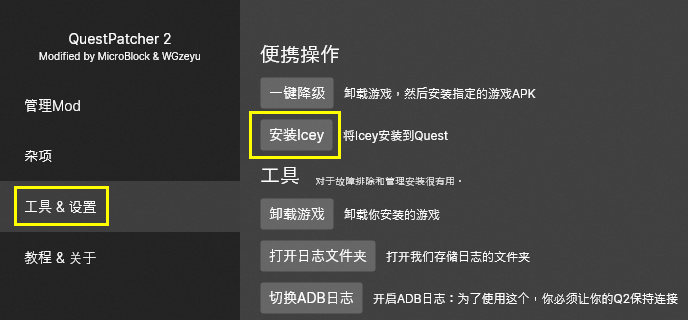 QuestPatcher 2
Modified by MicroBlock & WGzeyu
管理Mod
杂项
工具 & 设置
教程 & 关于
便携操作
一键降级 卸载游戏，然后安装指定的游戏APK
安装Icey 将Icey安装到Quest
工具 对于故障排除和管理安装很有用。
卸载游戏 卸载你安装的游戏
打开日志文件夹 打开我们存储日志的文件夹
切换ADB日志 开启ADB日志：为了使用这个，你必须让你的Q2保持连接